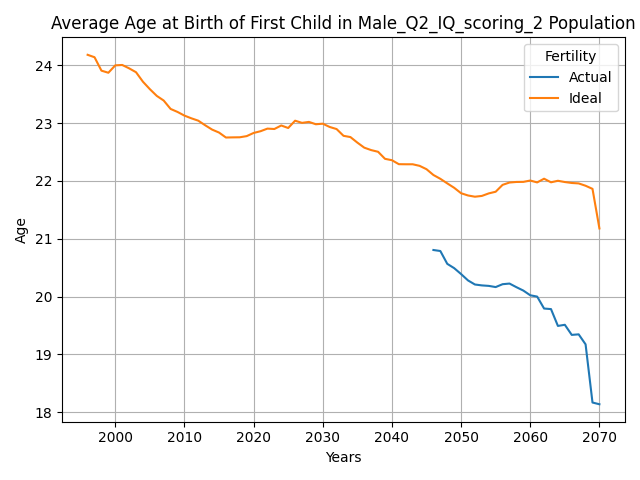 Average Age at Birth of First Child in Male_Q2_IQ_scoring_2 Population
Fertility
Actual
Ideal
24
23
22
21
20
19
18
Age
2000
2010
2020
2030
2040
2050
2060
2070
Years